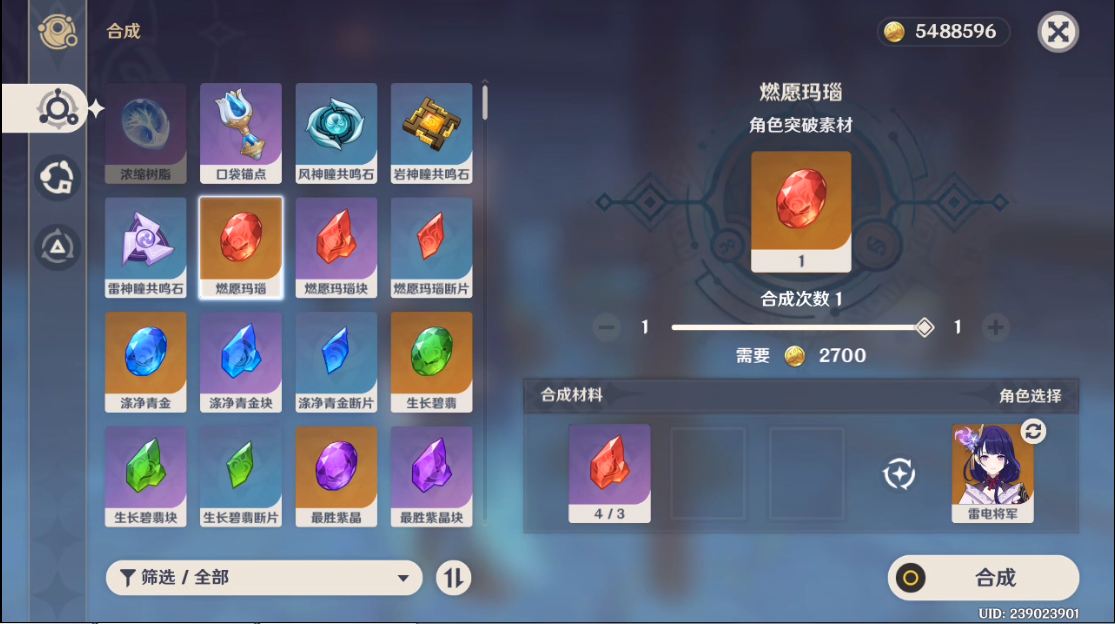 合成
5488596
浓缩树脂
口袋锚点
风神瞳共鸣石
岩神瞳共鸣石
雷神瞳共鸣石
燃愿玛瑙
燃愿玛瑙块
燃愿玛瑙断片
涤净青金
涤净青金块
涤净青金断片
生长碧翡
生长碧翡块
生长碧翡断片
最胜紫晶
最胜紫晶块
筛选 / 全部
燃愿玛瑙
角色突破素材
1
合成次数 1
1
1
需要 2700
合成材料
角色选择
4 / 3
雷电将军
合成
UID: 239023901